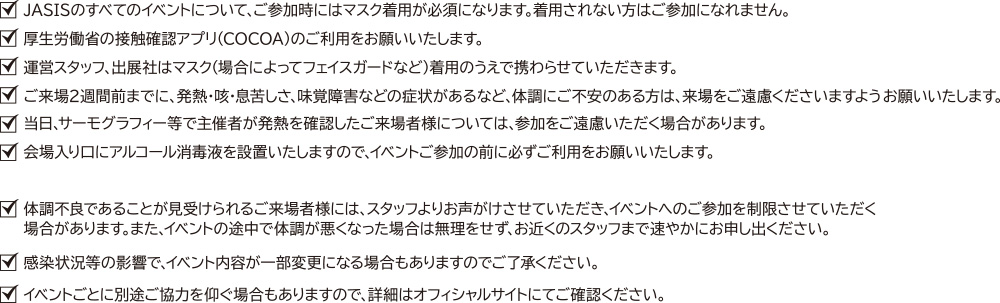 JASISのすべてのイベントについて、ご参加時にはマスク着用が必須になります。着用されない方はご参加になれません。
厚生労働省の接触確認アプリ(COCOA)のご利用をお願いいたします。
運営スタッフ、出展社はマスク(場合によってフェイスガードなど)着用のうえで携わらせていただきます。
ご来場2週間前までに、発熱・咳・息苦しさ、味覚障害などの症状があるなど、体調にご不安のある方は、来場をご遠慮くださいますようお願いいたします。
当日、サーモグラフィー等で主催者が発熱を確認したご来場者様については、参加をご遠慮いただく場合があります。
会場入り口にアルコール消毒液を設置いたしますので、イベントご参加の前に必ずご利用をお願いいたします。
体調不良であることが見受けられるご来場者様には、スタッフよりお声がけさせていただき、イベントへのご参加を制限させていただく
場合があります。また、イベントの途中で体調が悪くなった場合は無理をせず、お近くのスタッフまで速やかにお申し出ください。
感染状況等の影響で、イベント内容が一部変更になる場合もありますのでご了承ください。
イベントごとに別途ご協力を仰ぐ場合もありますので、詳細はオフィシャルサイトにてご確認ください。